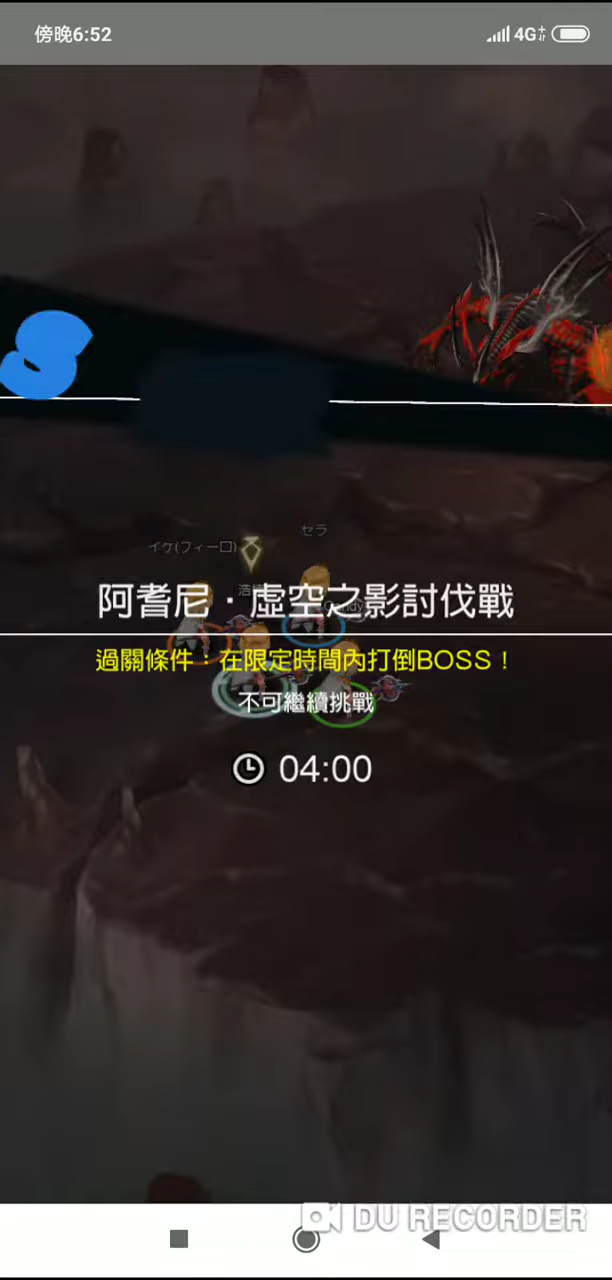 傍晚6:52
4G
S
イケ(フィーロ)
セラ
阿耆尼·虛空之影討伐戰
過關條件：在限定時間內打倒BOSS！
不可繼續挑戰
04:00
DU RECORDER